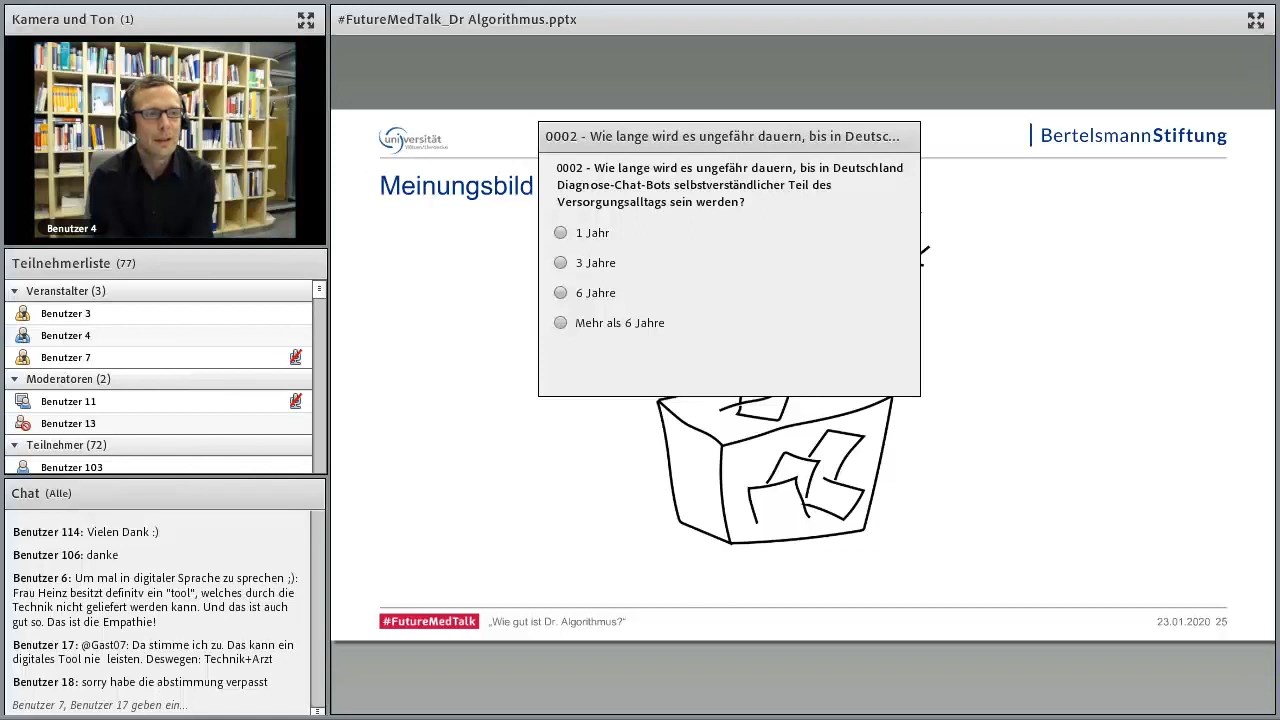 Kamera und Ton (1)
Benutzer 4
Teilnehmerliste (77)
Veranstalter (3)
Benutzer 3
Benutzer 4
Benutzer 7
Moderatoren (2)
Benutzer 11
Benutzer 13
Teilnehmer (72)
Benutzer 103
Chat (Alle)
Benutzer 114: Vielen Dank :)
Benutzer 106: danke
Benutzer 6: Um mal in digitaler Sprache zu sprechen ;):
Frau Heinz besitzt definitv ein "tool", welches durch die
Technik nicht geliefert werden kann. Und das ist auch
gut so. Das ist die Empathie!
Benutzer 17: @Gast07: Da stimme ich zu. Das kann ein
digitales Tool nie leisten. Deswegen: Technik+Arzt
Benutzer 18: sorry habe die abstimmung verpasst
Benutzer 7, Benutzer 17 geben ein...
#FutureMedTalk_Dr Algorithmus.pptx
universität
BertelsmannStiftung
Meinungsbild
0002 - Wie lange wird es ungefähr dauern, bis in Deutsc...
0002 - Wie lange wird es ungefähr dauern, bis in Deutschland
Diagnose-Chat-Bots selbstverständlicher Teil des
Versorgungsalltags sein werden?
1 Jahr
3 Jahre
6 Jahre
Mehr als 6 Jahre
#FutureMedTalk „Wie gut ist Dr. Algorithmus?“
23.01.2020 25